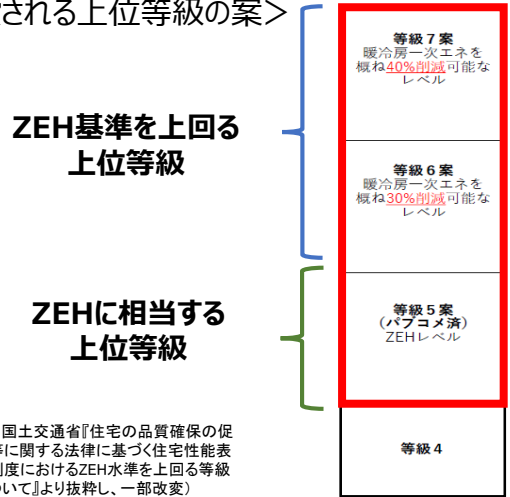 される上位等級の案＞
等級７案
暖冷房一次エネを
概ね40%削減可能な
レベル
ZEH基準を上回る
上位等級
等級６案
暖冷房一次エネを
概ね30%削減可能な
レベル
ZEHに相当する
上位等級
等級５案
（パブコメ済）
ZEHレベル
等級４
国土交通省『住宅の品質確保の促
等に関する法律に基づく住宅性能表
制度におけるZEH水準を上回る等級
ついて』より抜粋し、一部改変）